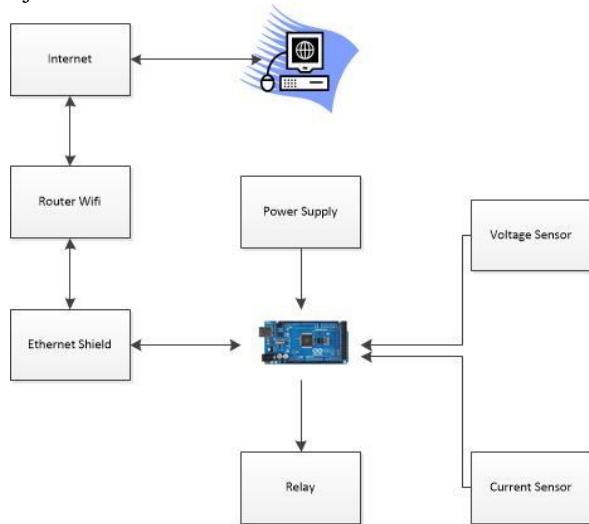 Internet
Router Wifi
Power Supply
Voltage Sensor
Ethernet Shield
Relay
Current Sensor